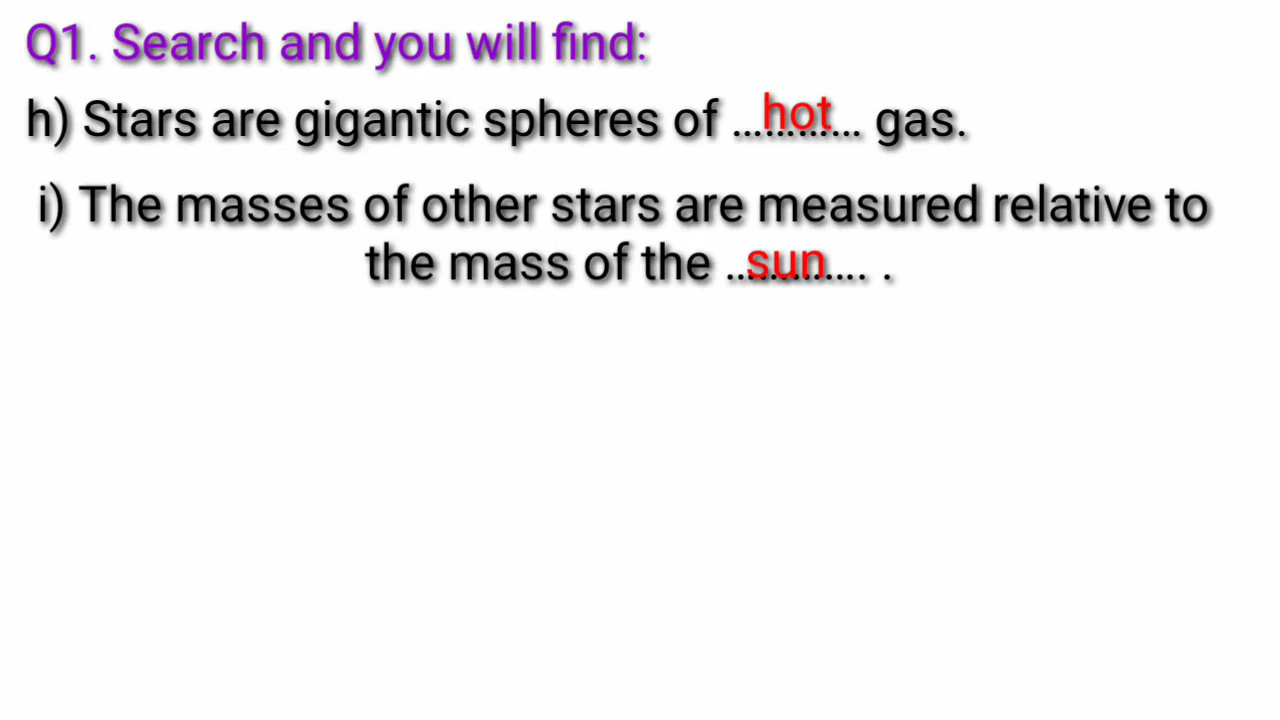 Q1. Search and you will find:
h) Stars are gigantic spheres of ...hot... gas.
i) The masses of other stars are measured relative to
the mass of the ...sun.... .